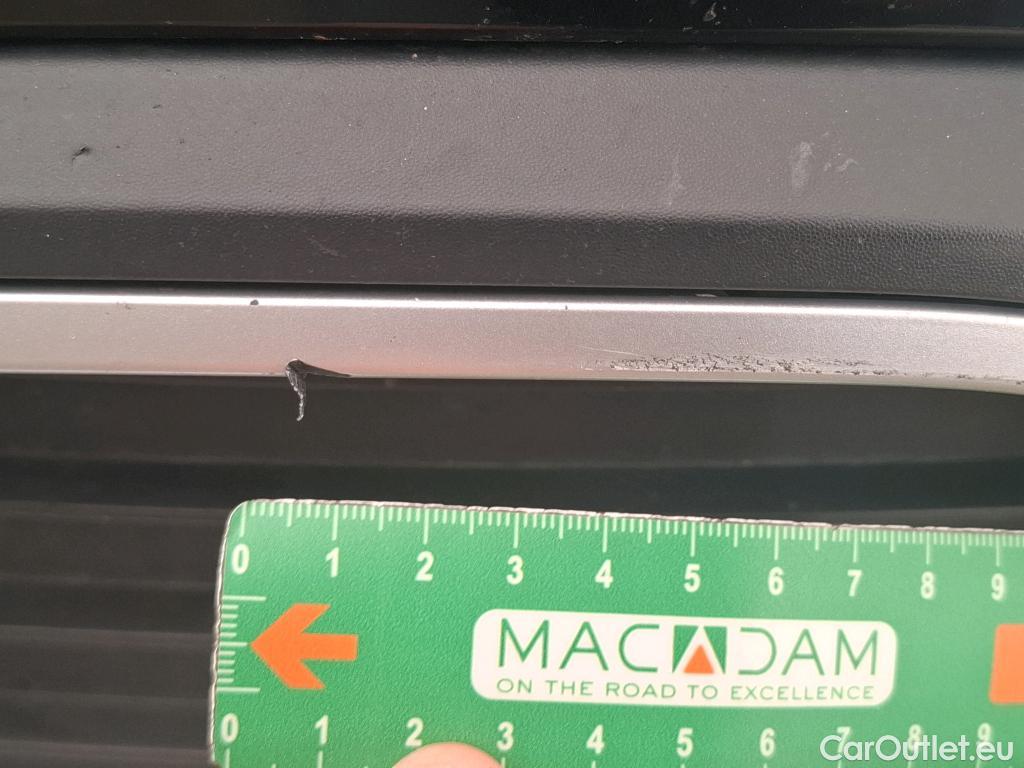 0 1 2 3 4 5 6 7 8 9
MACADAM
ON THE ROAD TO EXCELLENCE
0 1 2 3 4 5 6 7 8 9
CarOutlet.eu